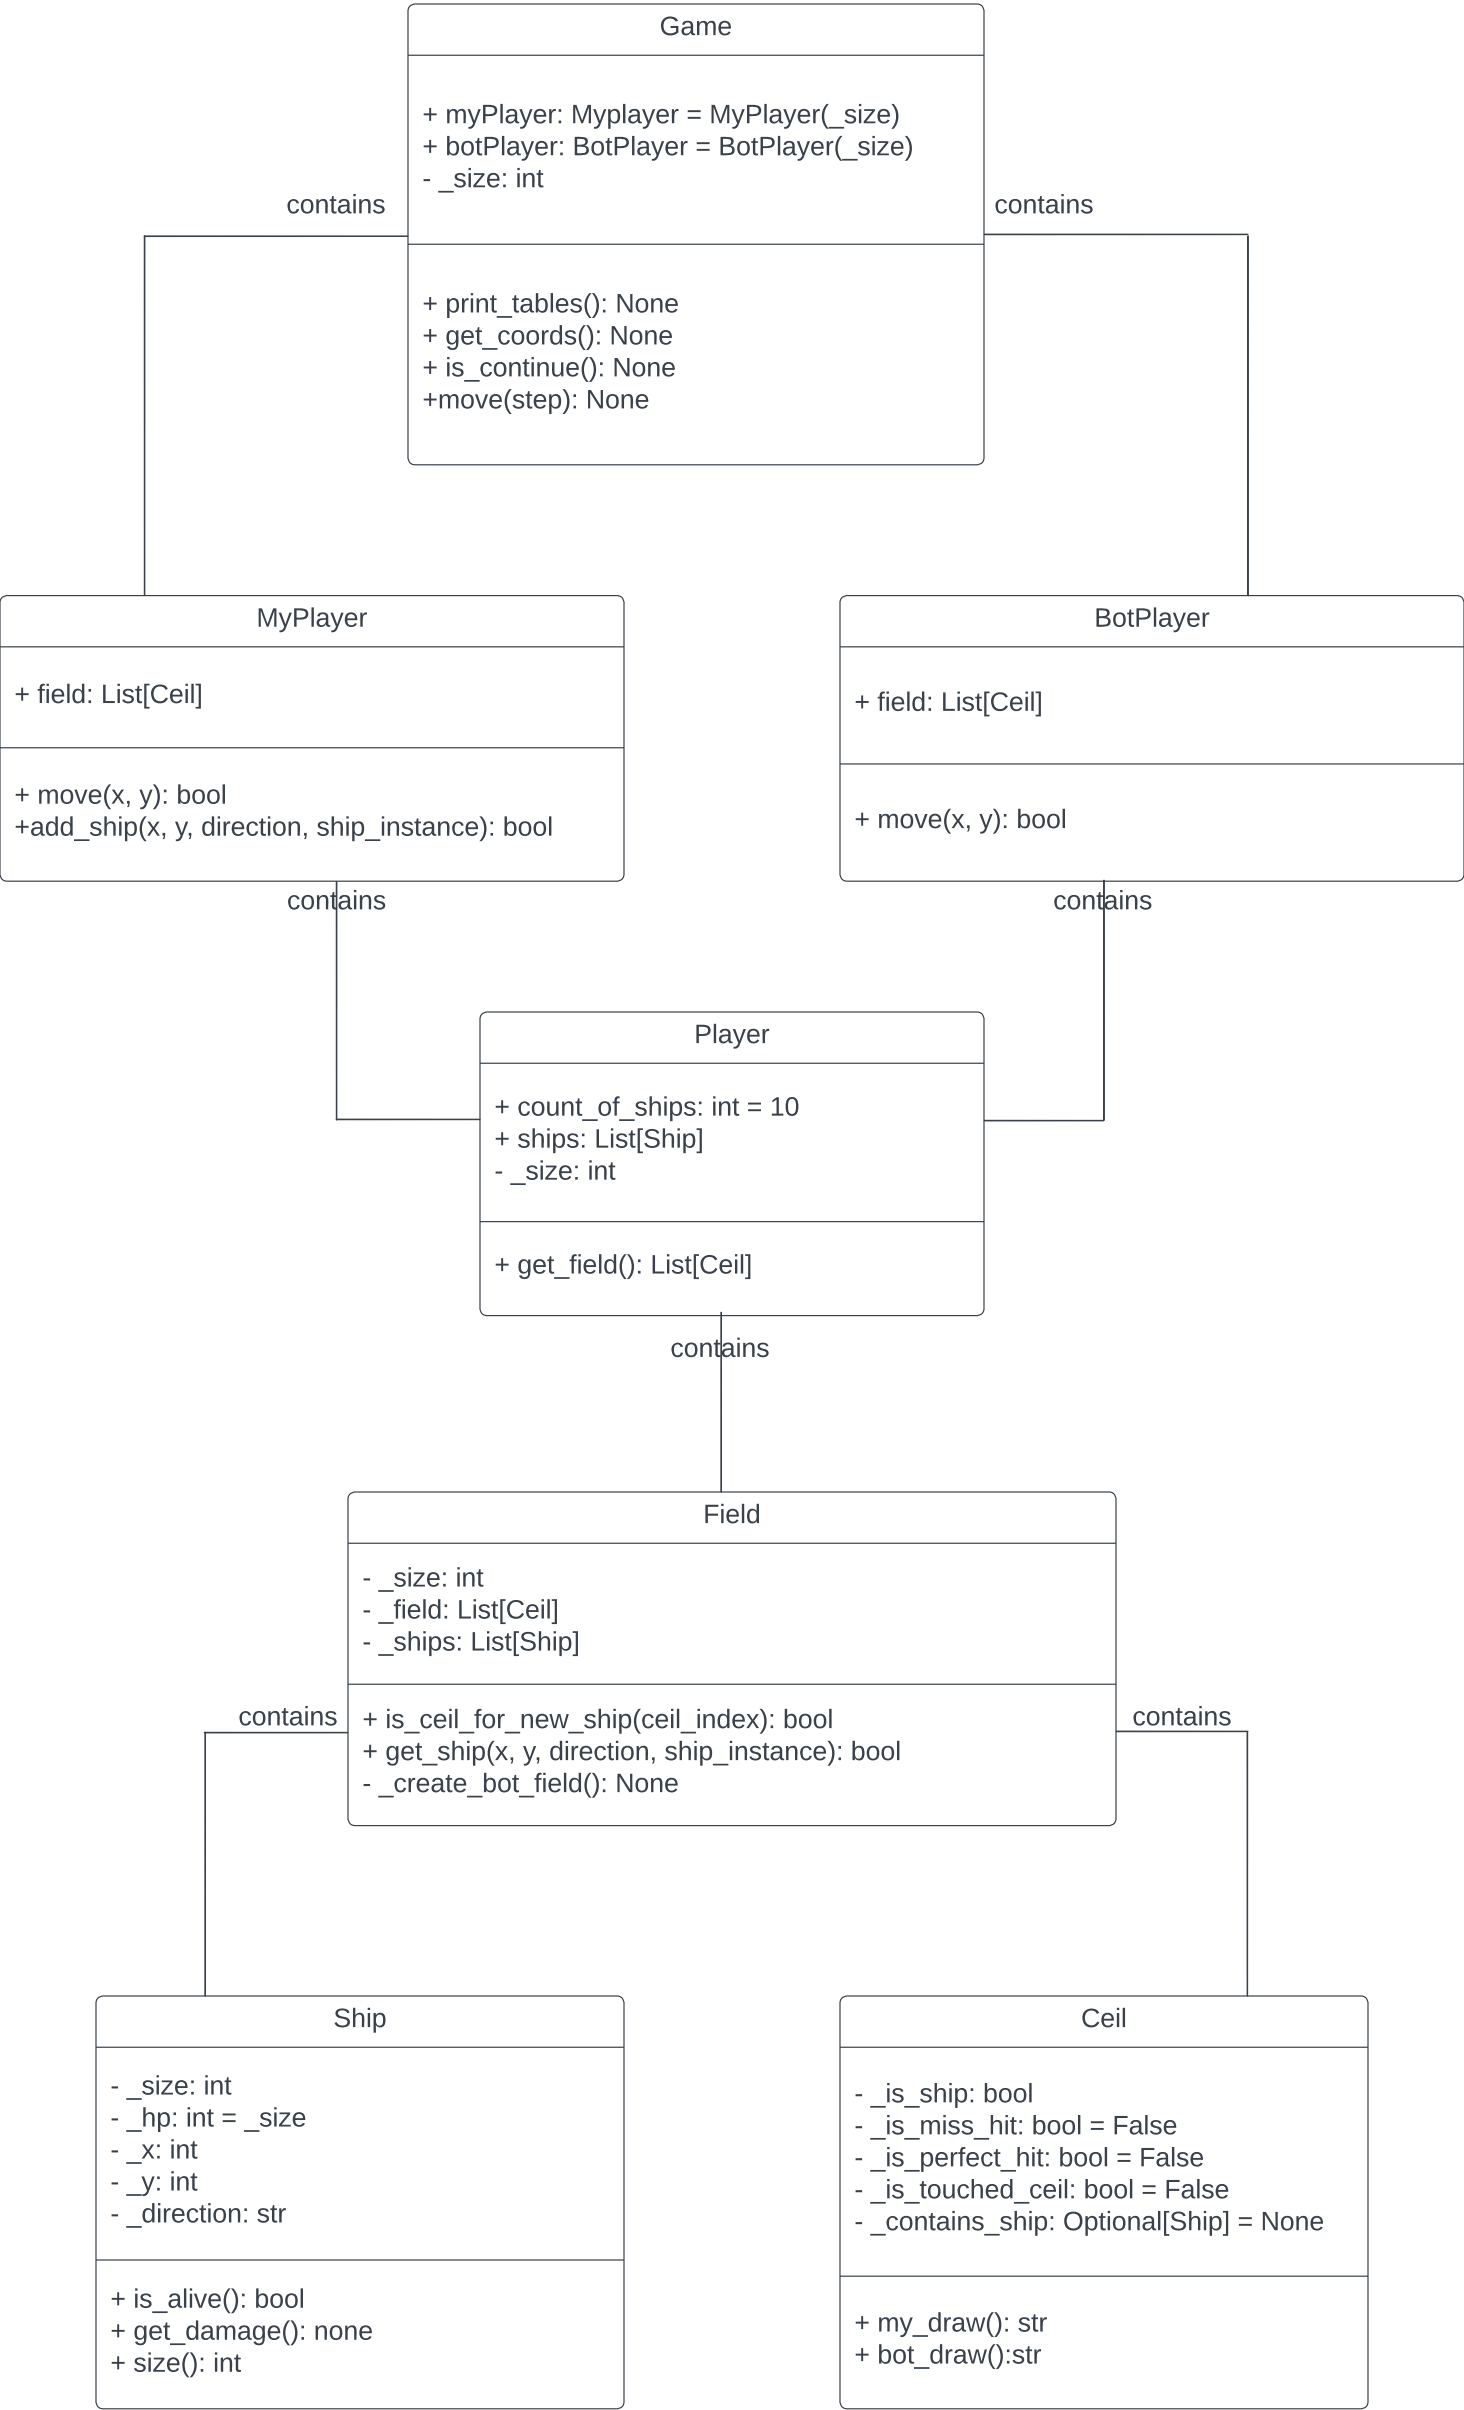 Game
+ myPlayer: Myplayer = MyPlayer(_size)
+ botPlayer: BotPlayer = BotPlayer(_size)
- _size: int
contains
contains
+ print_tables(): None
+ get_coords(): None
+ is_continue(): None
+move(step): None
MyPlayer
+ field: List[Ceil]
+ move(x, y): bool
+add_ship(x, y, direction, ship_instance): bool
contains
BotPlayer
+ field: List[Ceil]
+ move(x, y): bool
contains
Player
+ count_of_ships: int = 10
+ ships: List[Ship]
- _size: int
+ get_field(): List[Ceil]
contains
Field
- _size: int
- _field: List[Ceil]
- _ships: List[Ship]
contains
contains
+ is_ceil_for_new_ship(ceil_index): bool
+ get_ship(x, y, direction, ship_instance): bool
- _create_bot_field(): None
Ship
- _size: int
- _hp: int = _size
- _x: int
- _y: int
- _direction: str
+ is_alive(): bool
+ get_damage(): none
+ size(): int
Ceil
- _is_ship: bool
- _is_miss_hit: bool = False
- _is_perfect_hit: bool = False
- _is_touched_ceil: bool = False
- _contains_ship: Optional[Ship] = None
+ my_draw(): str
+ bot_draw():str